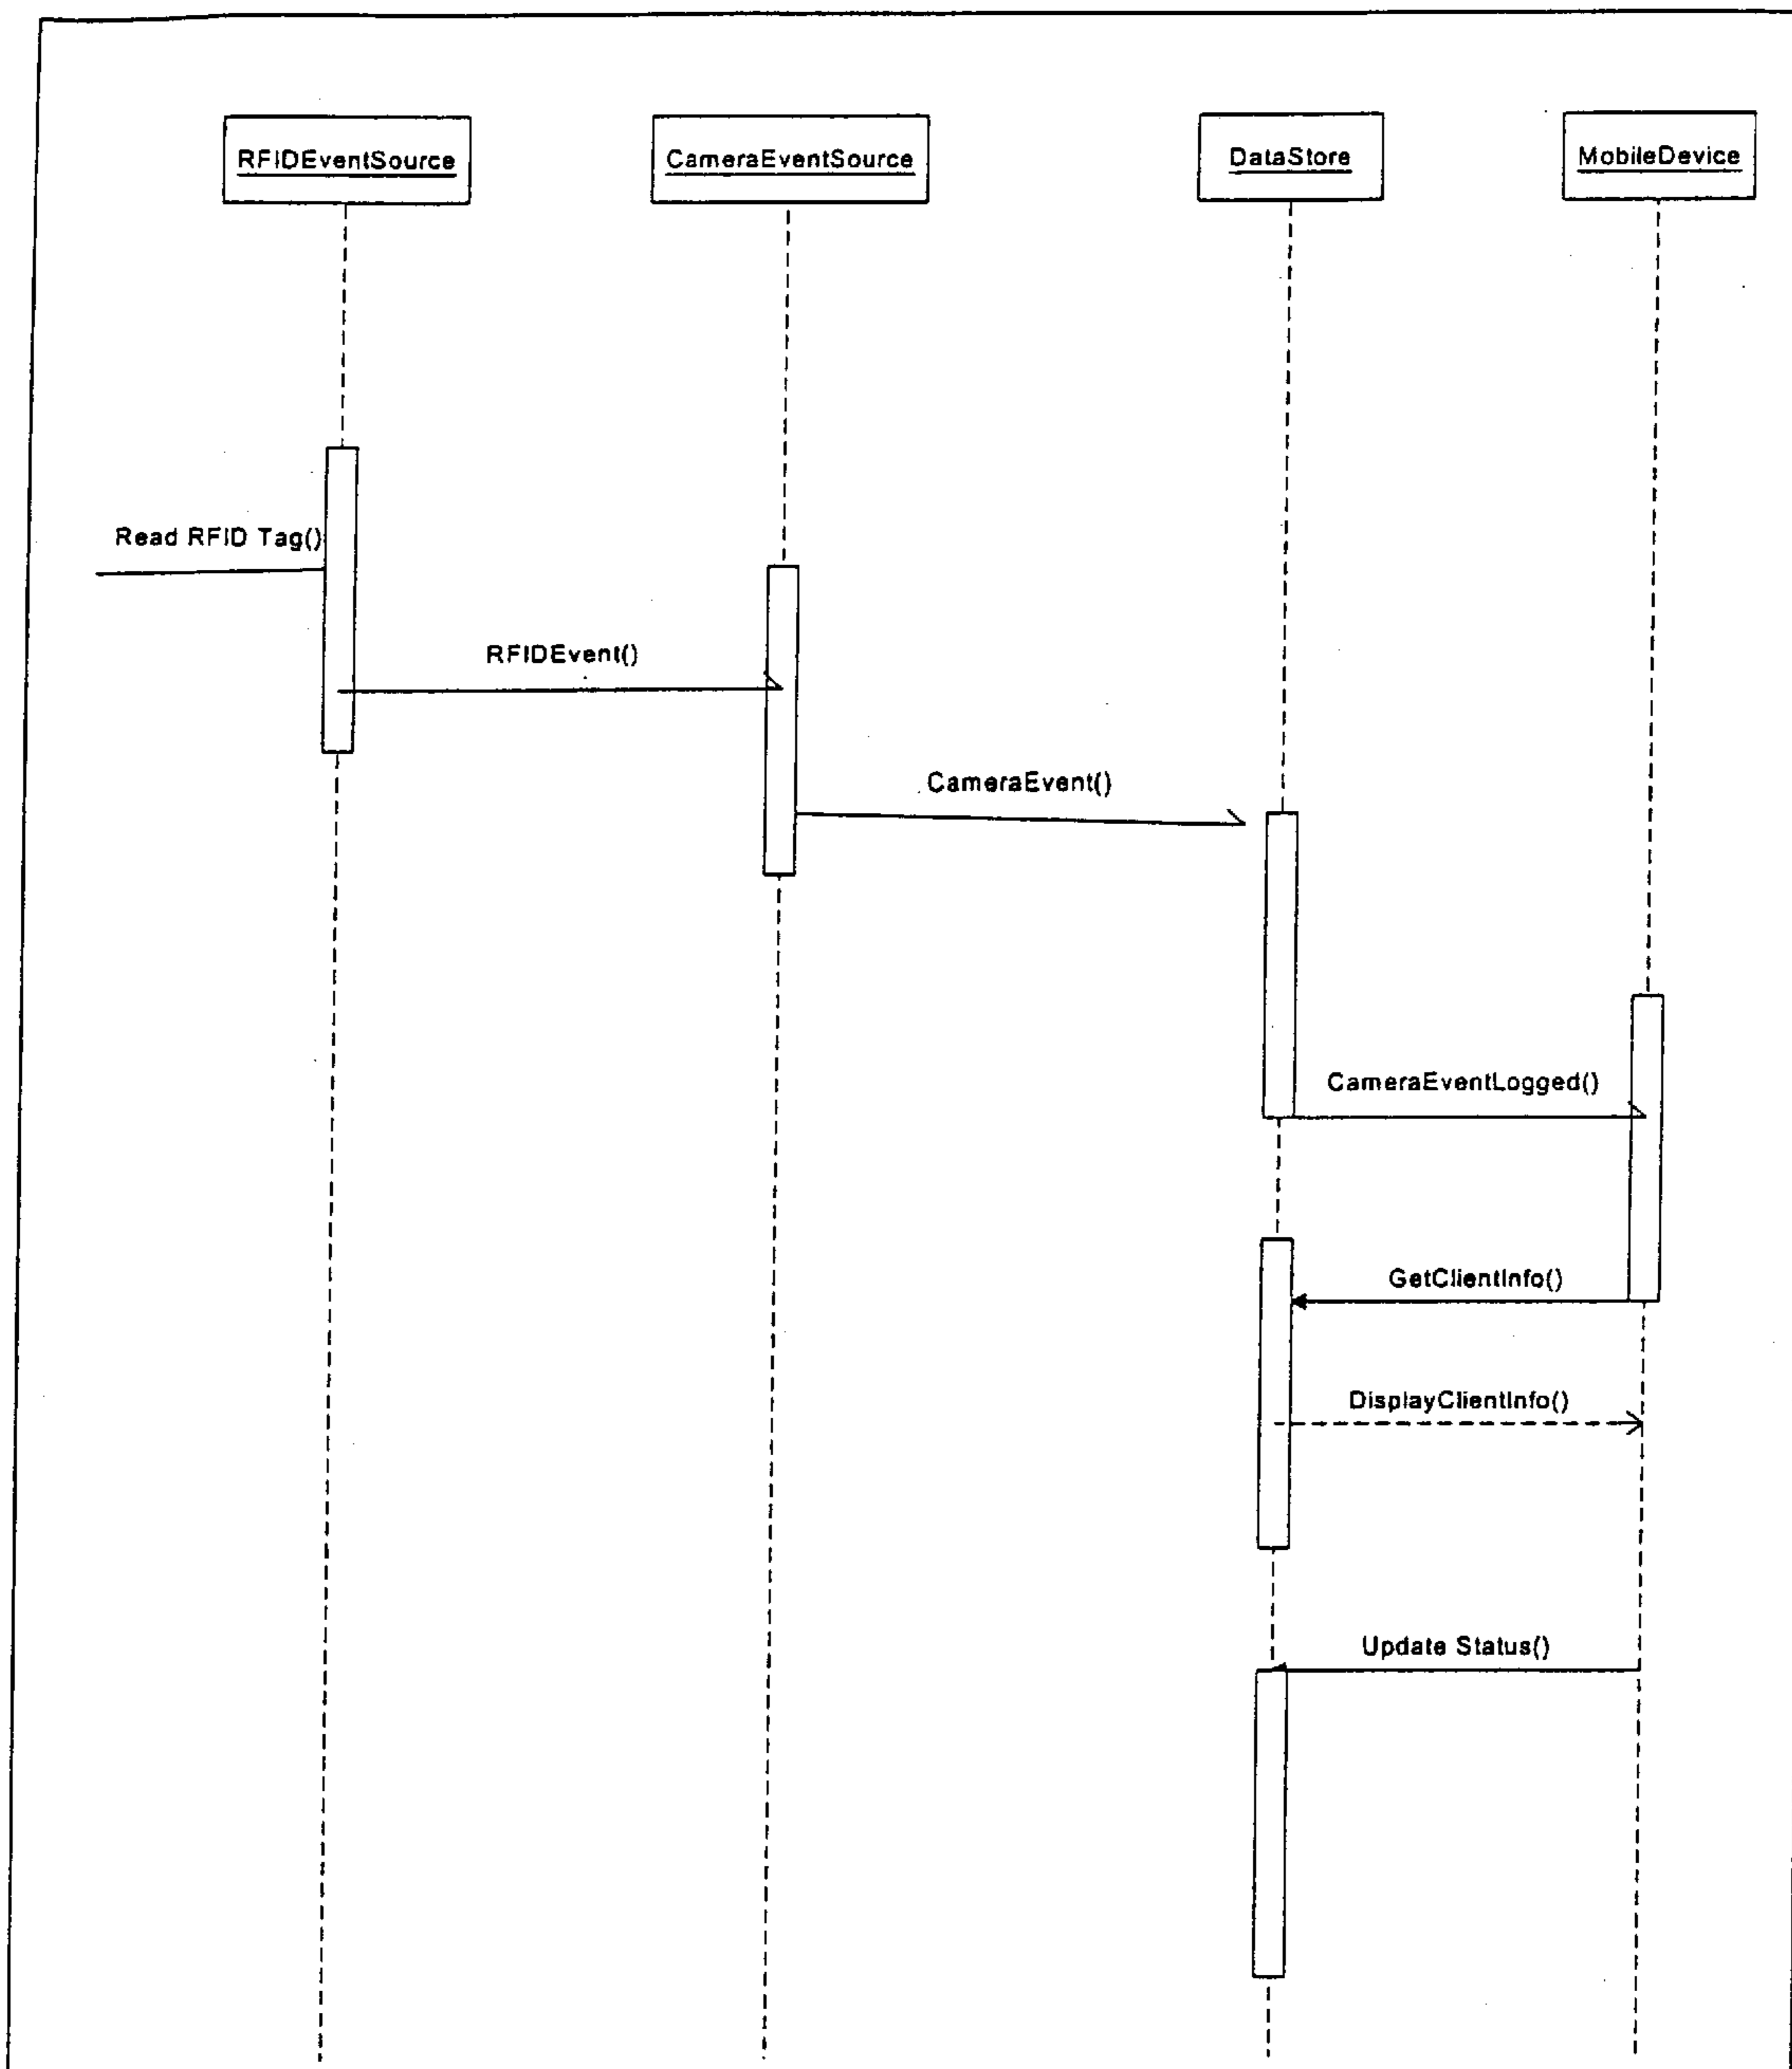 RFIDEventSource
CameraEventSource
DataStore
MobileDevice
Read RFID Tag()
RFIDEvent()
CameraEvent()
CameraEventLogged()
GetClientInfo()
DisplayClientInfo()
Update Status()